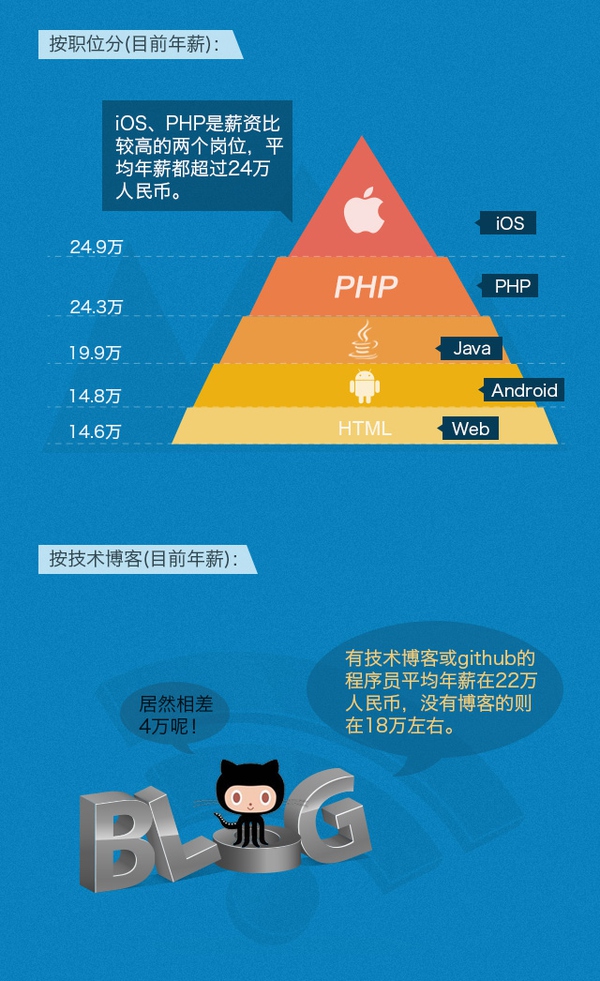 按职位分(目前年薪):
iOS、PHP是薪资比
较高的两个岗位，平
均年薪都超过24万
人民币。
iOS
24.9万
PHP
PHP
24.3万
19.9万
Java
14.8万
Android
14.6万
HTML
Web
按技术博客(目前年薪):
有技术博客或github的
程序员平均年薪在22万
人民币，没有博客的则
在18万左右。
居然相差
4万呢！
BLOG